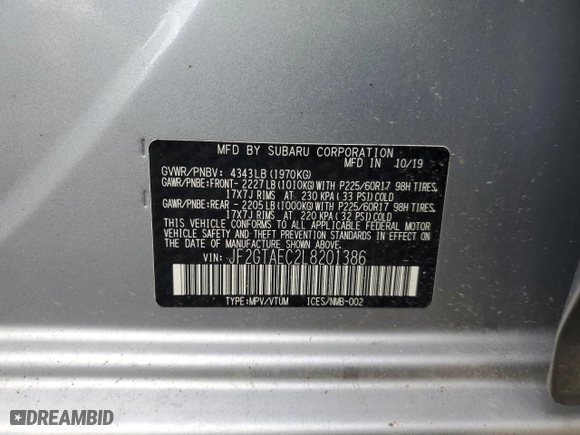 MFD BY SUBARU CORPORATION
MFD IN 10/19
GVWR/PNBV: 4343LB(1970KG)
GAWR/PNBE:FRONT- 2227LB(1010KG)WITH P225/60R17 98H TIRES,
17X7J RIMS AT 230 KPA(33 PSI)COLD
GAWR/PNBE:REAR - 2205LB(1000KG)WITH P225/60R17 98H TIRES,
17X7J RIMS AT 220 KPA(32 PSI)COLD
THIS VEHICLE CONFORMS TO ALL APPLICABLE FEDERAL MOTOR
VEHICLE SAFETY AND THEFT PREVENTION STANDARDS IN EFFECT ON
THE DATE OF MANUFACTURE SHOWN ABOVE.
VIN: JF2GTAEC2L8201386
TYPE:MPV/VTUM ICES/NMB-002
DREAMBID